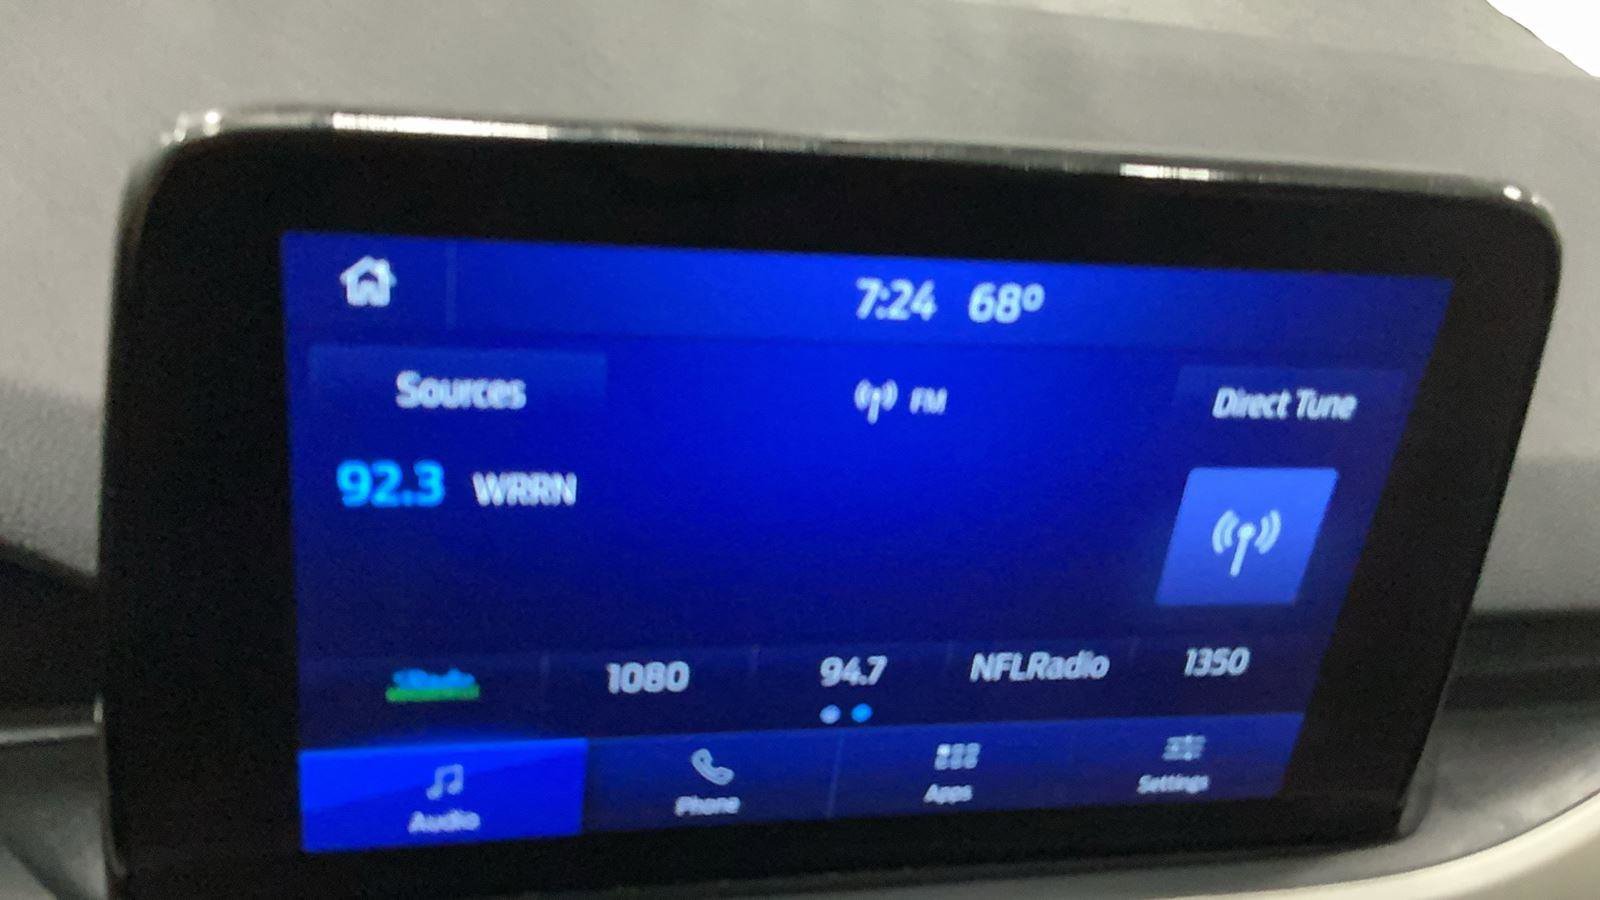 7:24 68°
Sources FM Direct Tune
92.3 WRRN
1080 94.7 NFLRadio 1350
Audio Phone Apps Settings